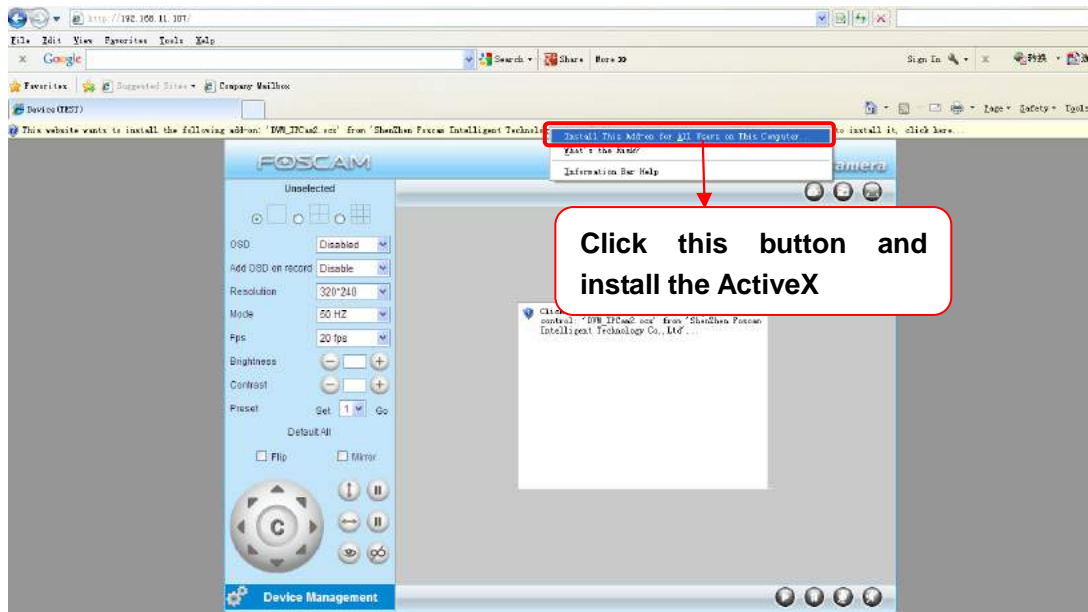 http://192.168.11.107/
File Edit View Favorites Tools Help
x Google Search Share More >> Sign In x 转换
Favorites Suggested Sites Company Mailbox
Device(TEST) Page Safety Tools
This website wants to install the following add-on: 'DVM_IPCam2.ocx' from 'ShenZhen Foscam Intelligent Technolo to install it, click here...
Install This Add-on for All Users on This Computer...
What's the Risk?
Information Bar Help
FOSCAM
Unselected
OSD Disabled
Add OSD on record Disable
Resolution 320*240
Mode 50 HZ
Fps 20 fps
Brightness
Contrast
Preset Set 1 Go
Default All
Flip Mirror
C
Device Management
Click this button and
install the ActiveX
control: 'DVM_IPCam2.ocx' from 'ShenZhen Foscam
Intelligent Technology Co.,Ltd'...